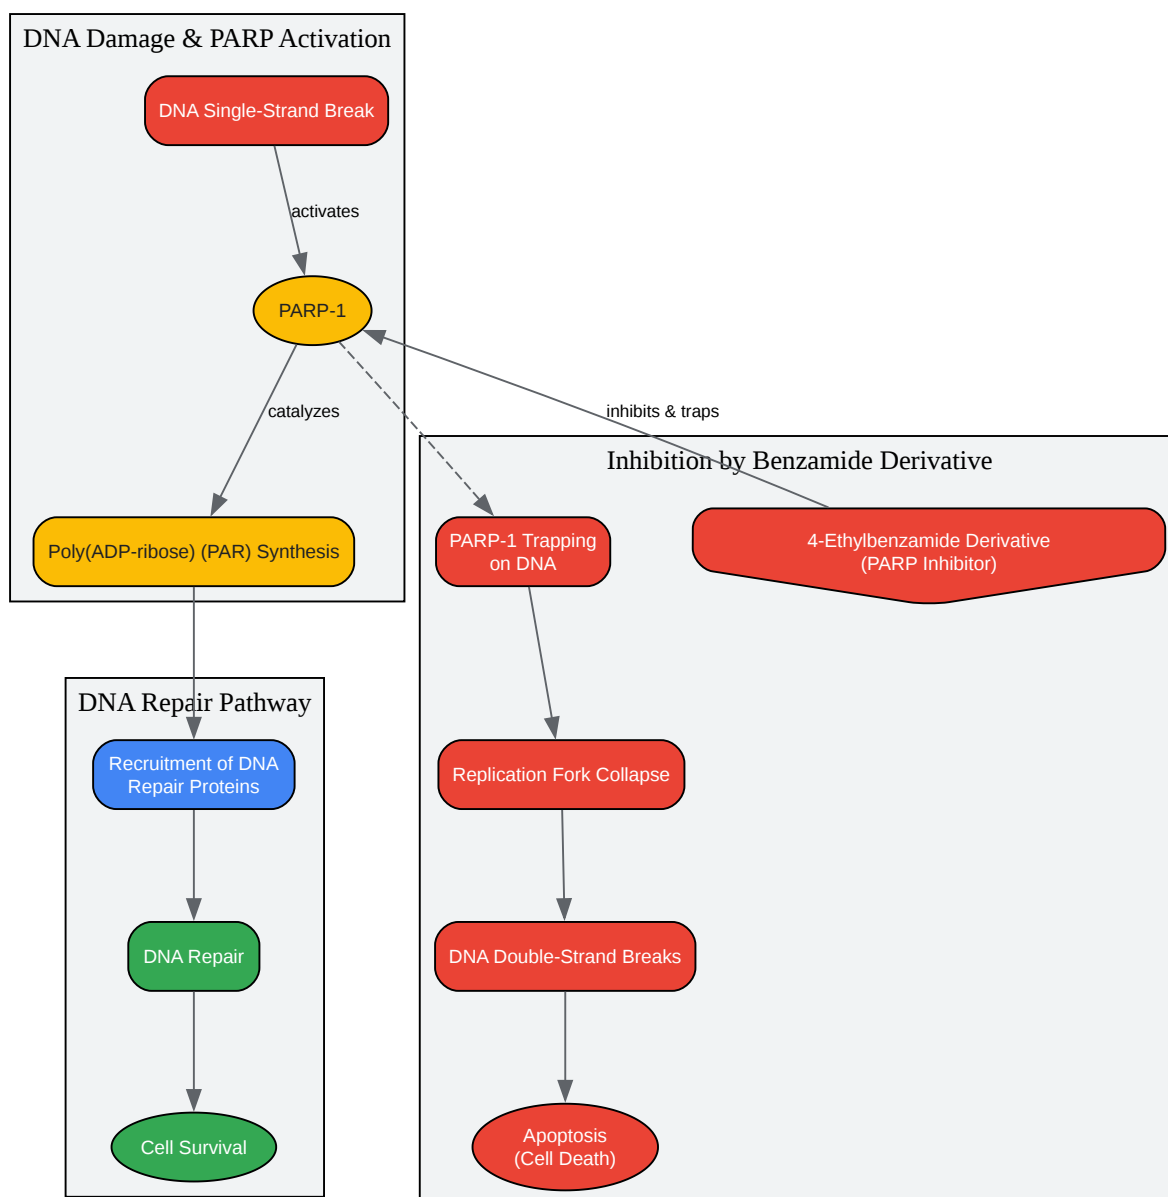 DNA Damage & PARP Activation
DNA Single-Strand Break
activates
PARP-1
catalyzes
inhibits & traps
Poly(ADP-ribose) (PAR) Synthesis
Inhibition by Benzamide Derivative
PARP-1 Trapping
on DNA
4-Ethylbenzamide Derivative
(PARP Inhibitor)
DNA Repair Pathway
Recruitment of DNA
Repair Proteins
Replication Fork Collapse
DNA Repair
DNA Double-Strand Breaks
Cell Survival
Apoptosis
(Cell Death)